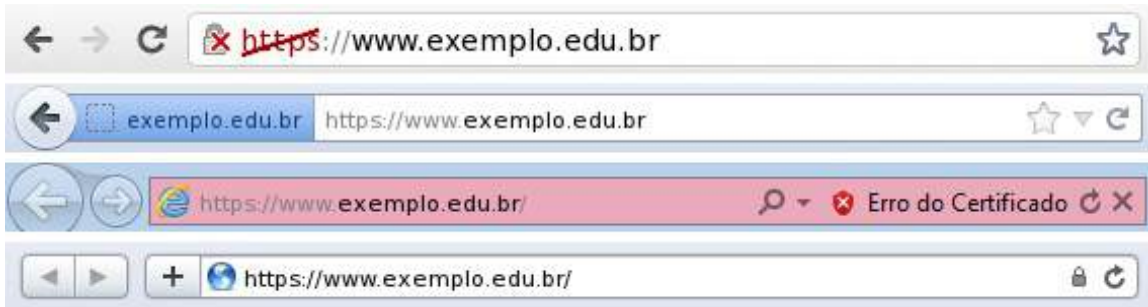 https://www.exemplo.edu.br
exemplo.edu.br https://www.exemplo.edu.br
https://www.exemplo.edu.br/ Erro do Certificado
https://www.exemplo.edu.br/